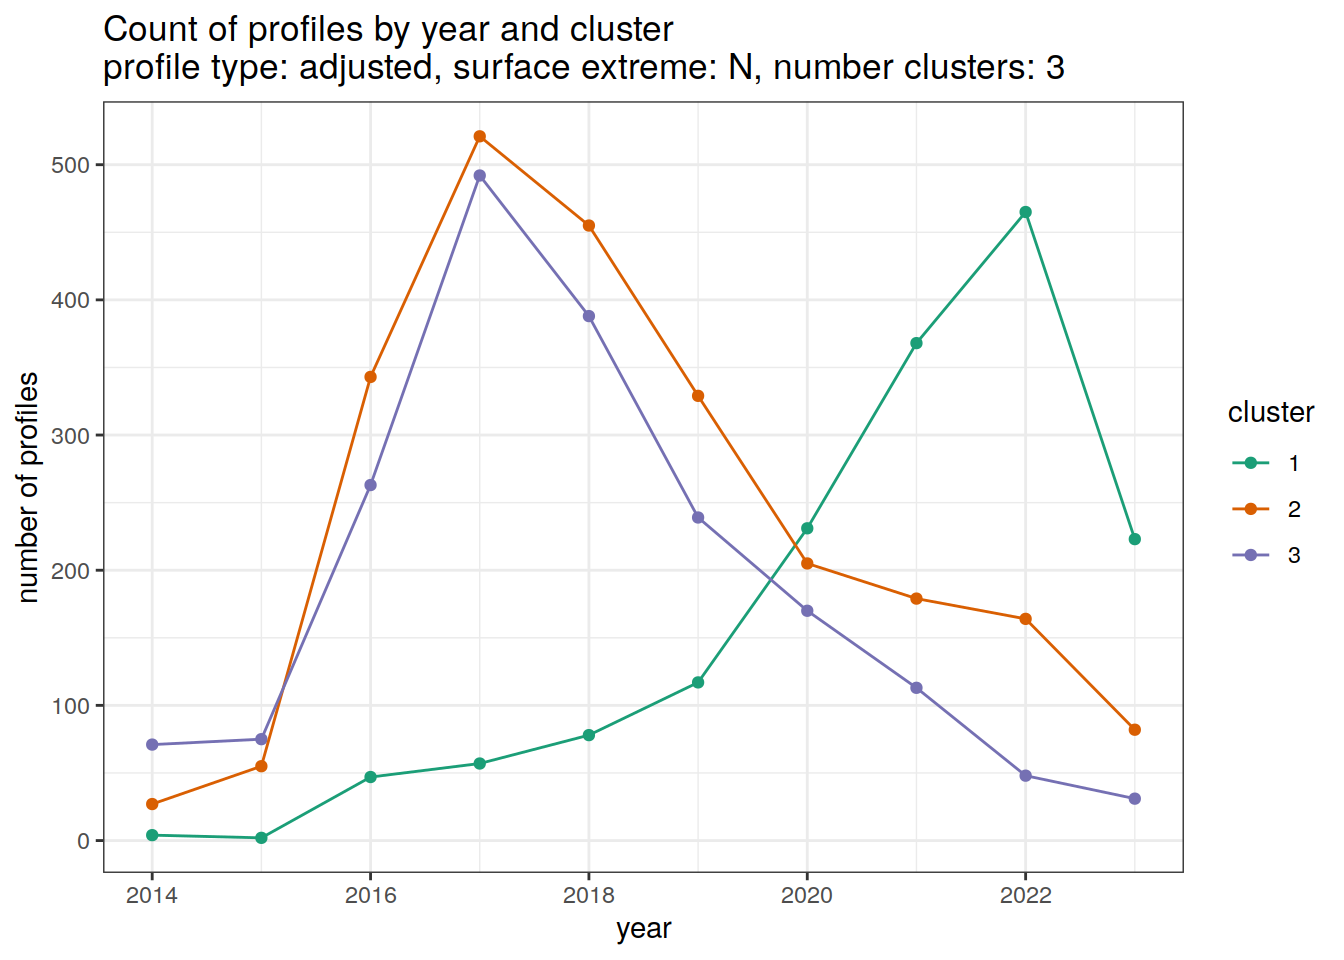 Count of profiles by year and cluster
profile type: adjusted, surface extreme: N, number clusters: 3
500
400
300
200
100
0
number of profiles
2014 2016 2018 2020 2022
year
cluster
1
2
3